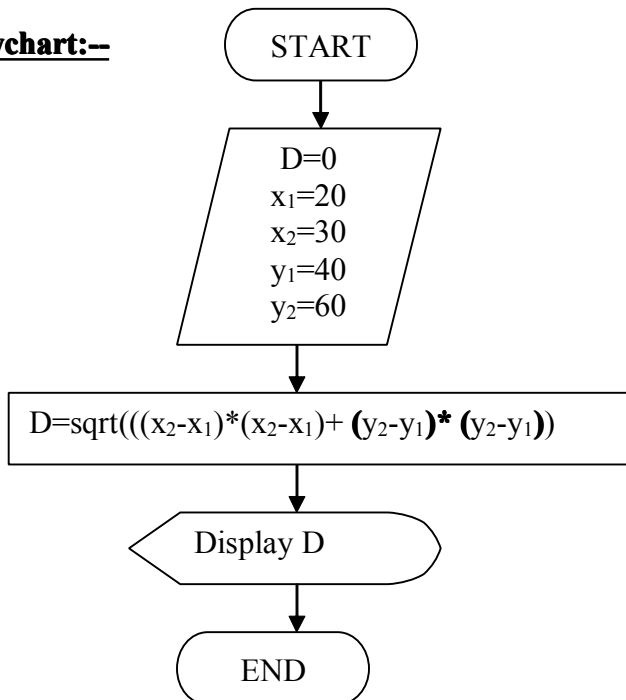 wchart:--
START
D=0
x₁=20
x₂=30
y₁=40
y₂=60
D=sqrt(((x₂-x₁)*(x₂-x₁)+ (y₂-y₁)* (y₂-y₁))
Display D
END